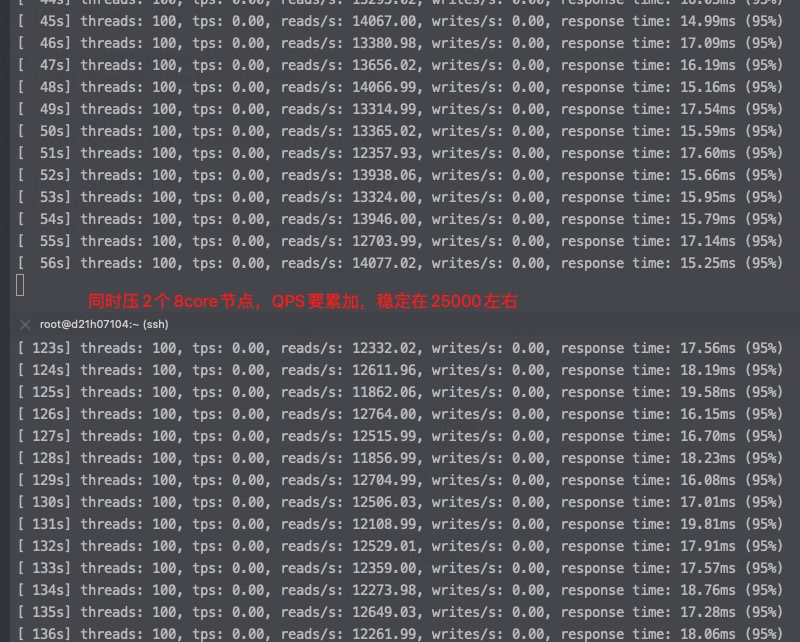 [ 45s] threads: 100, tps: 0.00, reads/s: 14067.00, writes/s: 0.00, response time: 14.99ms (95%)
[ 46s] threads: 100, tps: 0.00, reads/s: 13380.98, writes/s: 0.00, response time: 17.09ms (95%)
[ 47s] threads: 100, tps: 0.00, reads/s: 13656.02, writes/s: 0.00, response time: 16.19ms (95%)
[ 48s] threads: 100, tps: 0.00, reads/s: 14066.99, writes/s: 0.00, response time: 15.16ms (95%)
[ 49s] threads: 100, tps: 0.00, reads/s: 13314.99, writes/s: 0.00, response time: 17.54ms (95%)
[ 50s] threads: 100, tps: 0.00, reads/s: 13365.02, writes/s: 0.00, response time: 15.59ms (95%)
[ 51s] threads: 100, tps: 0.00, reads/s: 12357.93, writes/s: 0.00, response time: 17.60ms (95%)
[ 52s] threads: 100, tps: 0.00, reads/s: 13938.06, writes/s: 0.00, response time: 15.66ms (95%)
[ 53s] threads: 100, tps: 0.00, reads/s: 13324.00, writes/s: 0.00, response time: 15.95ms (95%)
[ 54s] threads: 100, tps: 0.00, reads/s: 13946.00, writes/s: 0.00, response time: 15.79ms (95%)
[ 55s] threads: 100, tps: 0.00, reads/s: 12703.99, writes/s: 0.00, response time: 17.14ms (95%)
[ 56s] threads: 100, tps: 0.00, reads/s: 14077.02, writes/s: 0.00, response time: 15.25ms (95%)
同时压2个8core节点，QPS要累加，稳定在25000左右
root@d21h07104:~ (ssh)
[ 123s] threads: 100, tps: 0.00, reads/s: 12332.02, writes/s: 0.00, response time: 17.56ms (95%)
[ 124s] threads: 100, tps: 0.00, reads/s: 12611.96, writes/s: 0.00, response time: 18.19ms (95%)
[ 125s] threads: 100, tps: 0.00, reads/s: 11862.06, writes/s: 0.00, response time: 19.58ms (95%)
[ 126s] threads: 100, tps: 0.00, reads/s: 12764.00, writes/s: 0.00, response time: 16.15ms (95%)
[ 127s] threads: 100, tps: 0.00, reads/s: 12515.99, writes/s: 0.00, response time: 16.70ms (95%)
[ 128s] threads: 100, tps: 0.00, reads/s: 11856.99, writes/s: 0.00, response time: 18.23ms (95%)
[ 129s] threads: 100, tps: 0.00, reads/s: 12704.99, writes/s: 0.00, response time: 16.08ms (95%)
[ 130s] threads: 100, tps: 0.00, reads/s: 12506.03, writes/s: 0.00, response time: 17.01ms (95%)
[ 131s] threads: 100, tps: 0.00, reads/s: 12108.99, writes/s: 0.00, response time: 19.81ms (95%)
[ 132s] threads: 100, tps: 0.00, reads/s: 12529.01, writes/s: 0.00, response time: 17.91ms (95%)
[ 133s] threads: 100, tps: 0.00, reads/s: 12359.00, writes/s: 0.00, response time: 17.57ms (95%)
[ 134s] threads: 100, tps: 0.00, reads/s: 12273.98, writes/s: 0.00, response time: 18.76ms (95%)
[ 135s] threads: 100, tps: 0.00, reads/s: 12649.03, writes/s: 0.00, response time: 17.28ms (95%)
[ 136s] threads: 100, tps: 0.00, reads/s: 12261.99, writes/s: 0.00, response time: 18.06ms (95%)